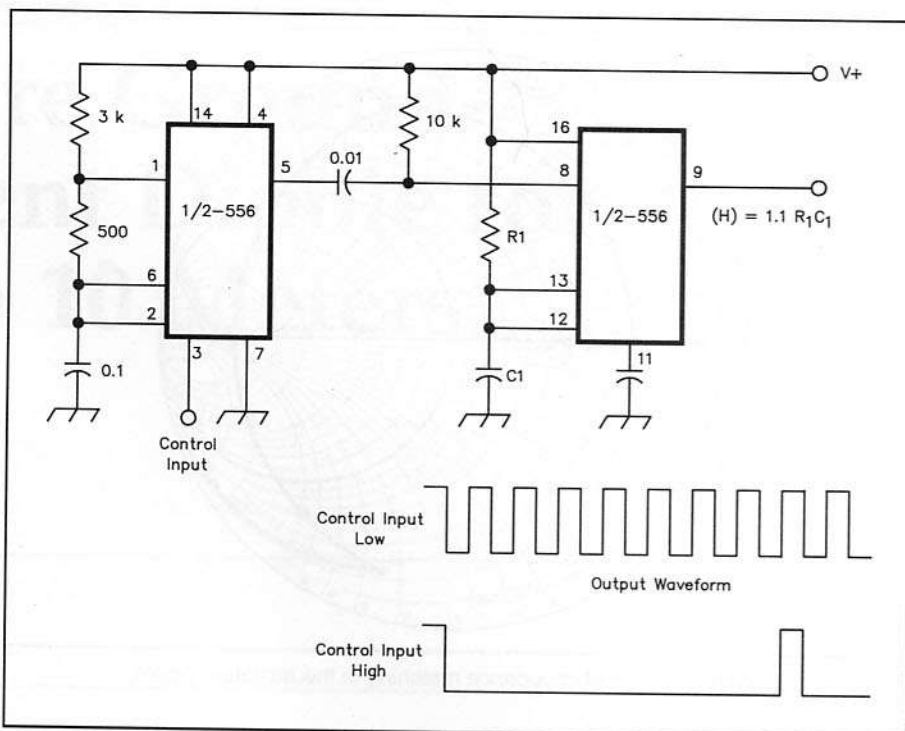 V+
3 k
14
4
10 k
16
1
5
0.01
8
9
1/2-556
1/2-556
500
R1
(H) = 1.1 R₁C₁
6
13
2
12
3
7
11
0.1
C1
Control
Input
Control Input
Low
Output Waveform
Control Input
High